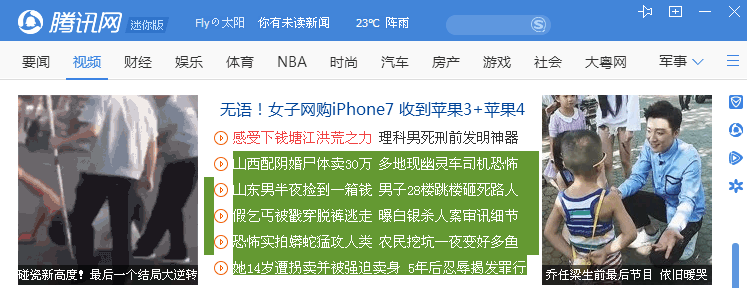 腾讯网 迷你版 Fly⊙太阳 你有未读新闻 23℃ 阵雨
要闻 视频 财经 娱乐 体育 NBA 时尚 汽车 房产 游戏 社会 大粤网 军事
无语！女子网购iPhone7 收到苹果3+苹果4
感受下钱塘江洪荒之力 理科男死刑前发明神器
山西配阴婚尸体卖30万 多地现幽灵车司机恐怖
山东男半夜捡到一箱钱 男子28楼跳楼砸死路人
假乞丐被戳穿脱裤逃走 曝白银杀人案审讯细节
恐怖实拍蟒蛇猛攻人类 农民挖坑一夜变好多鱼
她14岁遭拐卖并被强迫卖身 5年后忍辱揭发罪行
碰瓷新高度！最后一个结局大逆转
乔任梁生前最后节目 依旧暖哭